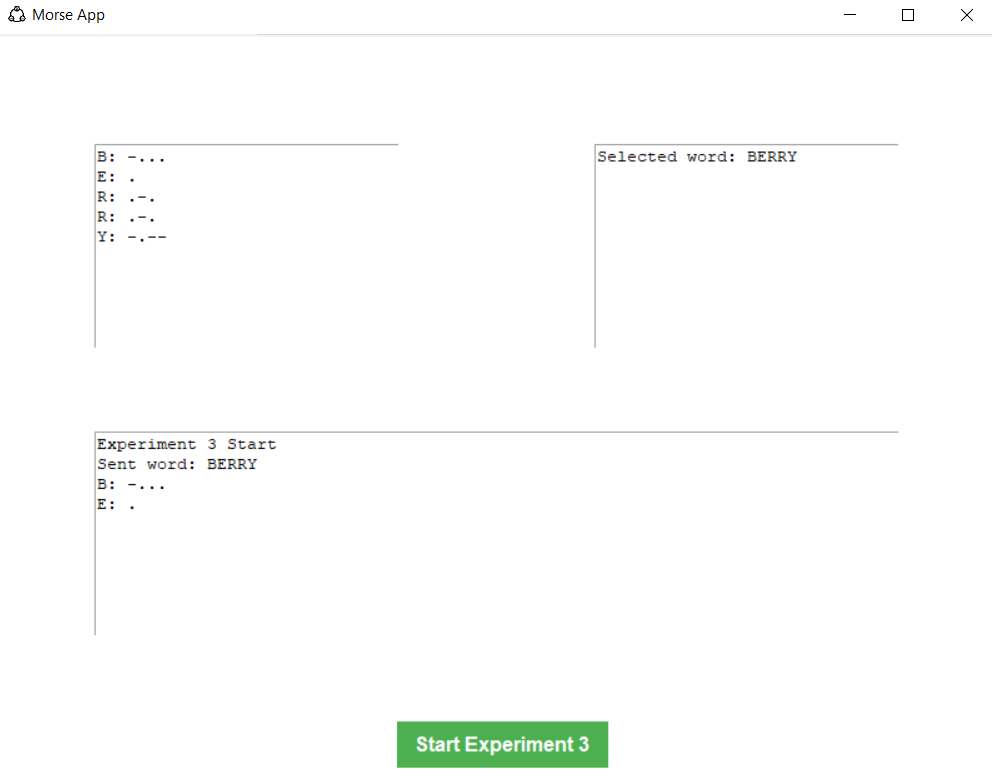 Morse App
B: -...
E: .
R: .-.
R: .-.
Y: -.--
Selected word: BERRY
Experiment 3 Start
Sent word: BERRY
B: -...
E: .
Start Experiment 3